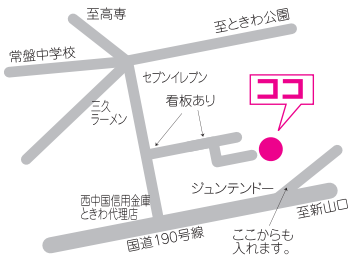 至高専
至ときわ公園
常盤中学校
セブンイレブン
ココ
三久
ラーメン
看板あり
ジュンテンドー
西中国信用金庫
ときわ代理店
至新山口
国道190号線
ここからも
入れます。